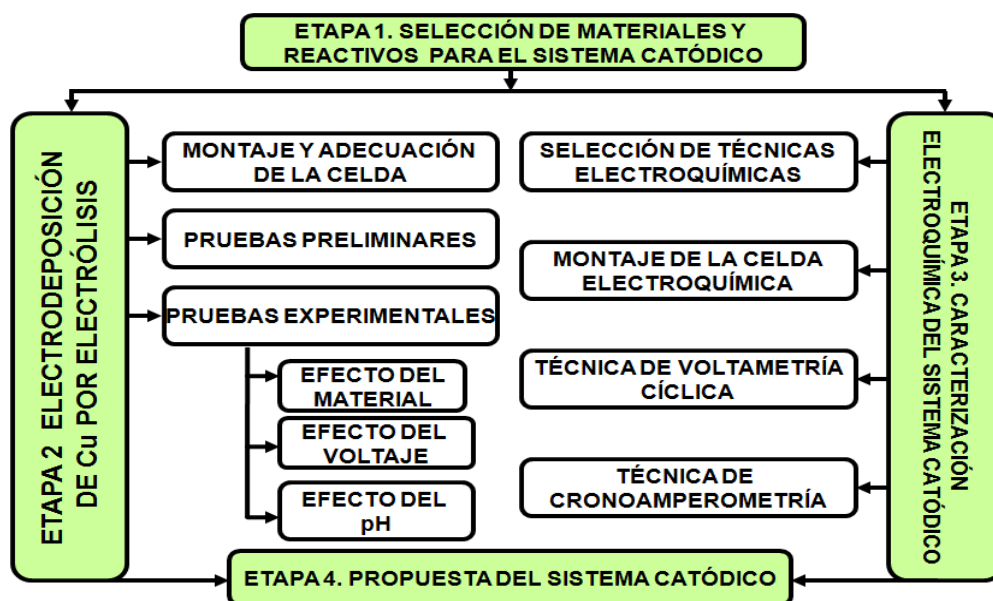 ETAPA 1. SELECCIÓN DE MATERIALES Y
REACTIVOS PARA EL SISTEMA CATÓDICO
ETAPA 2 ELECTRODEPOSICIÓN
DE Cu POR ELECTRÓLISIS
MONTAJE Y ADECUACIÓN
DE LA CELDA
PRUEBAS PRELIMINARES
PRUEBAS EXPERIMENTALES
EFECTO DEL
MATERIAL
EFECTO DEL
VOLTAJE
EFECTO DEL
pH
SELECCIÓN DE TÉCNICAS
ELECTROQUÍMICAS
MONTAJE DE LA CELDA
ELECTROQUÍMICA
TÉCNICA DE VOLTAMETRÍA
CÍCLICA
TÉCNICA DE
CRONOAMPEROMETRÍA
ETAPA 3. CARACTERIZACIÓN
ELECTROQUÍMICA DEL SISTEMA CATÓDICO
ETAPA 4. PROPUESTA DEL SISTEMA CATÓDICO